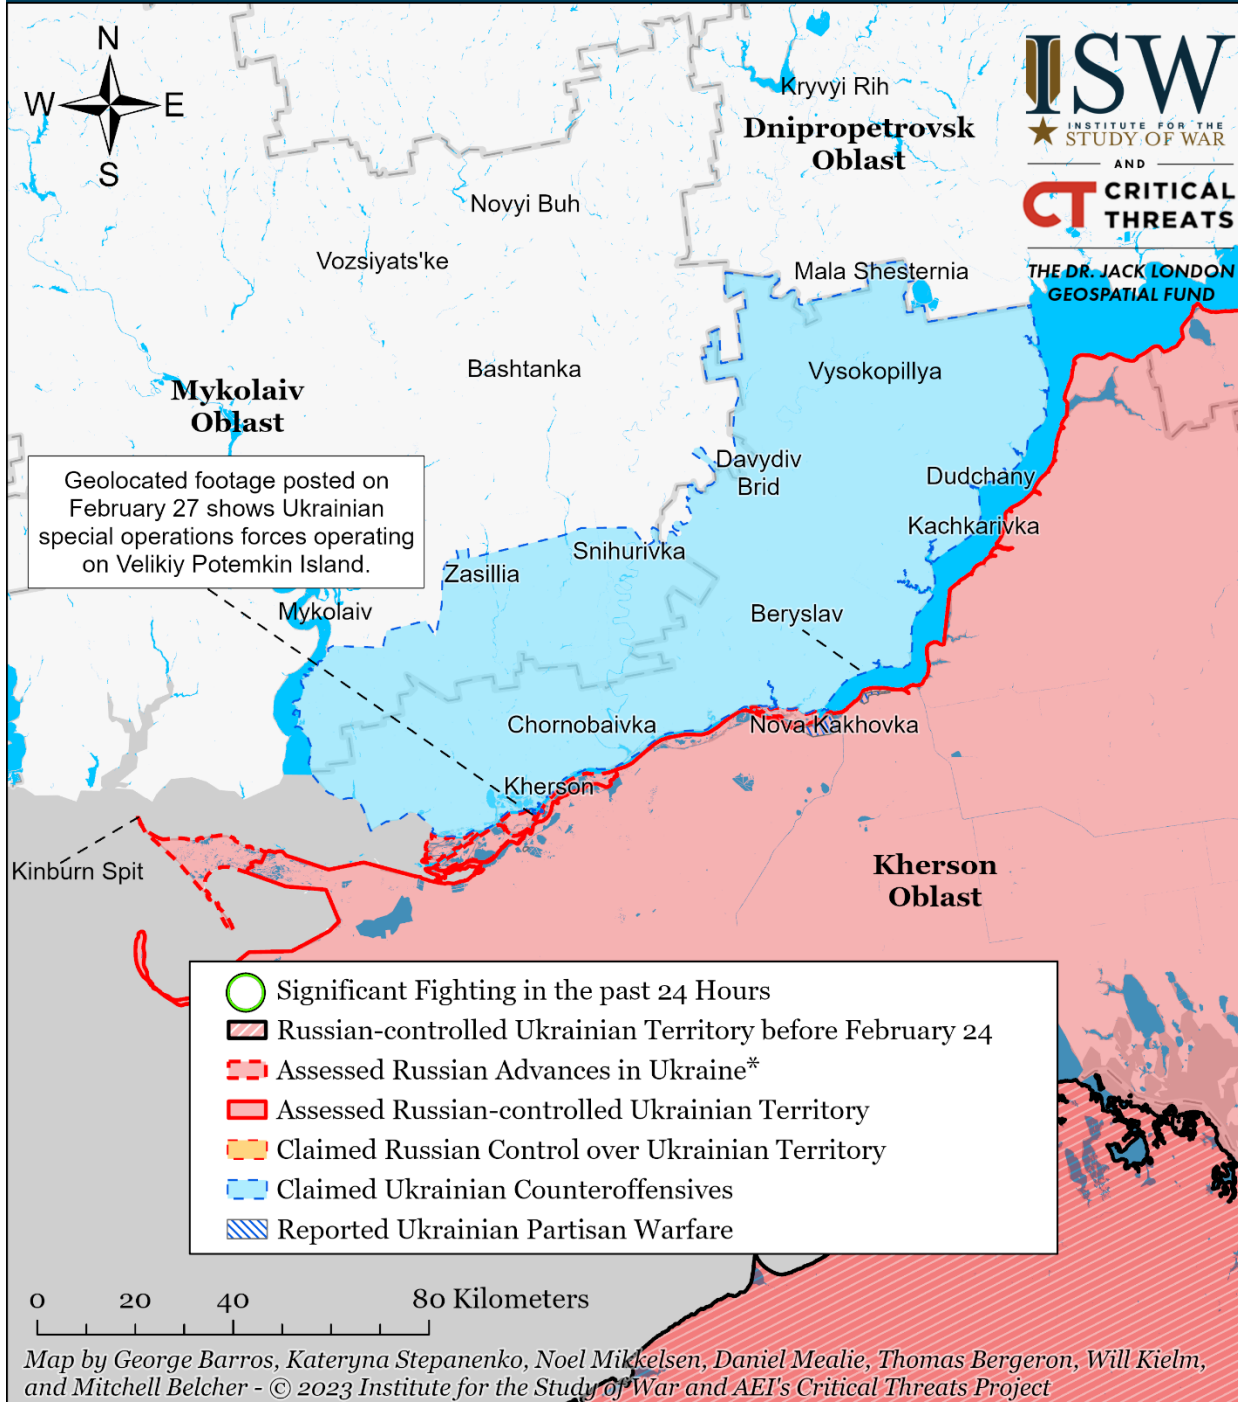 N
W E
S
ISW
INSTITUTE FOR THE
STUDY OF WAR
AND
CT CRITICAL
THREATS
THE DR. JACK LONDON
GEOSPATIAL FUND
Kryvyi Rih
Dnipropetrovsk
Oblast
Novyi Buh
Vozsiyats'ke
Mala Shesternia
Bashtanka
Vysokopillya
Mykolaiv
Oblast
Davydiv
Brid
Dudchany
Kachkarivka
Geolocated footage posted on
February 27 shows Ukrainian
special operations forces operating
on Velikiy Potemkin Island.
Snihurivka
Zasillia
Mykolaiv
Beryslav
Chornobaivka
Nova Kakhovka
Kherson
Kinburn Spit
Kherson
Oblast
Significant Fighting in the past 24 Hours
Russian-controlled Ukrainian Territory before February 24
Assessed Russian Advances in Ukraine*
Assessed Russian-controlled Ukrainian Territory
Claimed Russian Control over Ukrainian Territory
Claimed Ukrainian Counteroffensives
Reported Ukrainian Partisan Warfare
0 20 40 80 Kilometers
Map by George Barros, Kateryna Stepanenko, Noel Mikkelsen, Daniel Mealie, Thomas Bergeron, Will Kielm,
and Mitchell Belcher - © 2023 Institute for the Study of War and AEI's Critical Threats Project